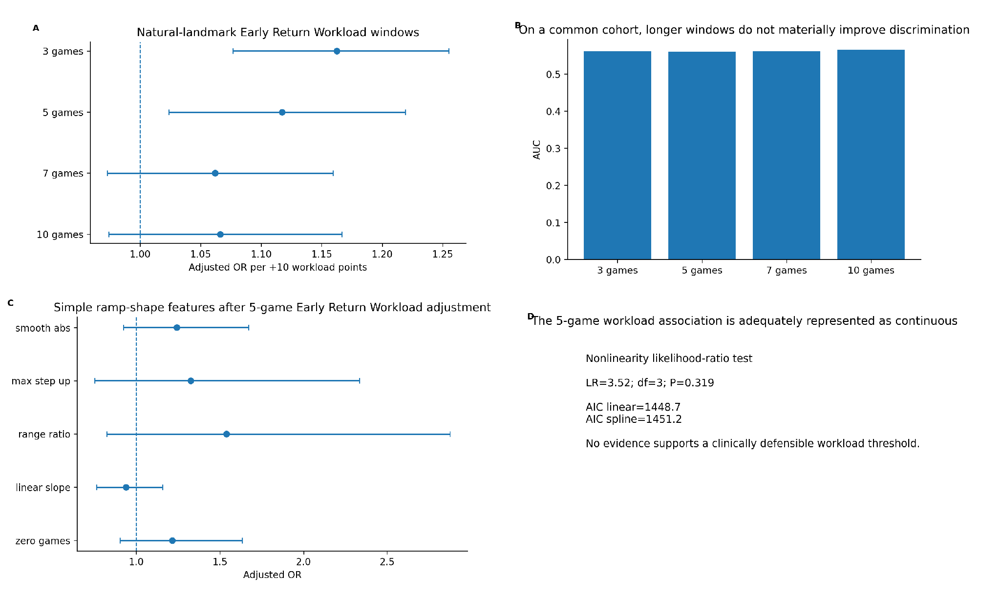 A
Natural-landmark Early Return Workload windows
3 games
5 games
7 games
10 games
1.00
1.05
1.10
1.15
1.20
1.25
Adjusted OR per +10 workload points
B
On a common cohort, longer windows do not materially improve discrimination
AUC
0.5
0.4
0.3
0.2
0.1
0.0
3 games
5 games
7 games
10 games
C
Simple ramp-shape features after 5-game Early Return Workload adjustment
smooth abs
max step up
range ratio
linear slope
zero games
1.0
1.5
2.0
2.5
Adjusted OR
D
The 5-game workload association is adequately represented as continuous
Nonlinearity likelihood-ratio test
LR=3.52; df=3; P=0.319
AIC linear=1448.7
AIC spline=1451.2
No evidence supports a clinically defensible workload threshold.